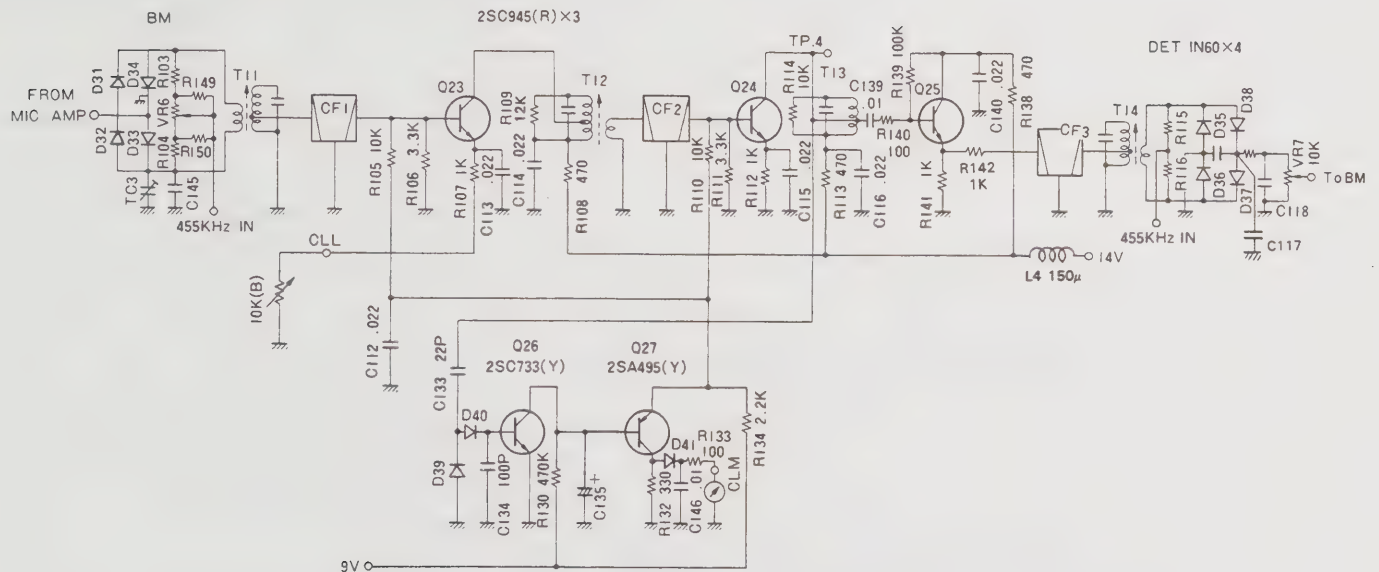 BM
2SC945(R)×3
TP.4
DET IN60×4
FROM
MIC AMP
D31
D34
D32
D33
R103
VR6
R104
R149
R150
TC3
C145
455KHz IN
T11
CF1
R105 10K
R106 3.3K
Q23
R107 1K
C113 .022
R109
12K
C114 .022
T12
R108 470
CF2
R110 10K
R111 3.3K
Q24
R112 1K
C115 .022
R114
10K
T13
C139
.01
R140
100
R113 470
C116 .022
R139 100K
Q25
R141 1K
C140 .022
R138 470
R142
1K
CF3
T14
R115
R116
455KHz IN
D35
D36
D38
D37
VR7
10K
To BM
C118
C117
L4 150μ
14V
CLL
10K(B)
C112 .022
C133 22P
Q26
2SC733(Y)
Q27
2SA495(Y)
D40
D39
C134 100P
R130 470K
C135
+
D41
R133
100
R132 330
C146 .01
CLM
R134 2.2K
9V